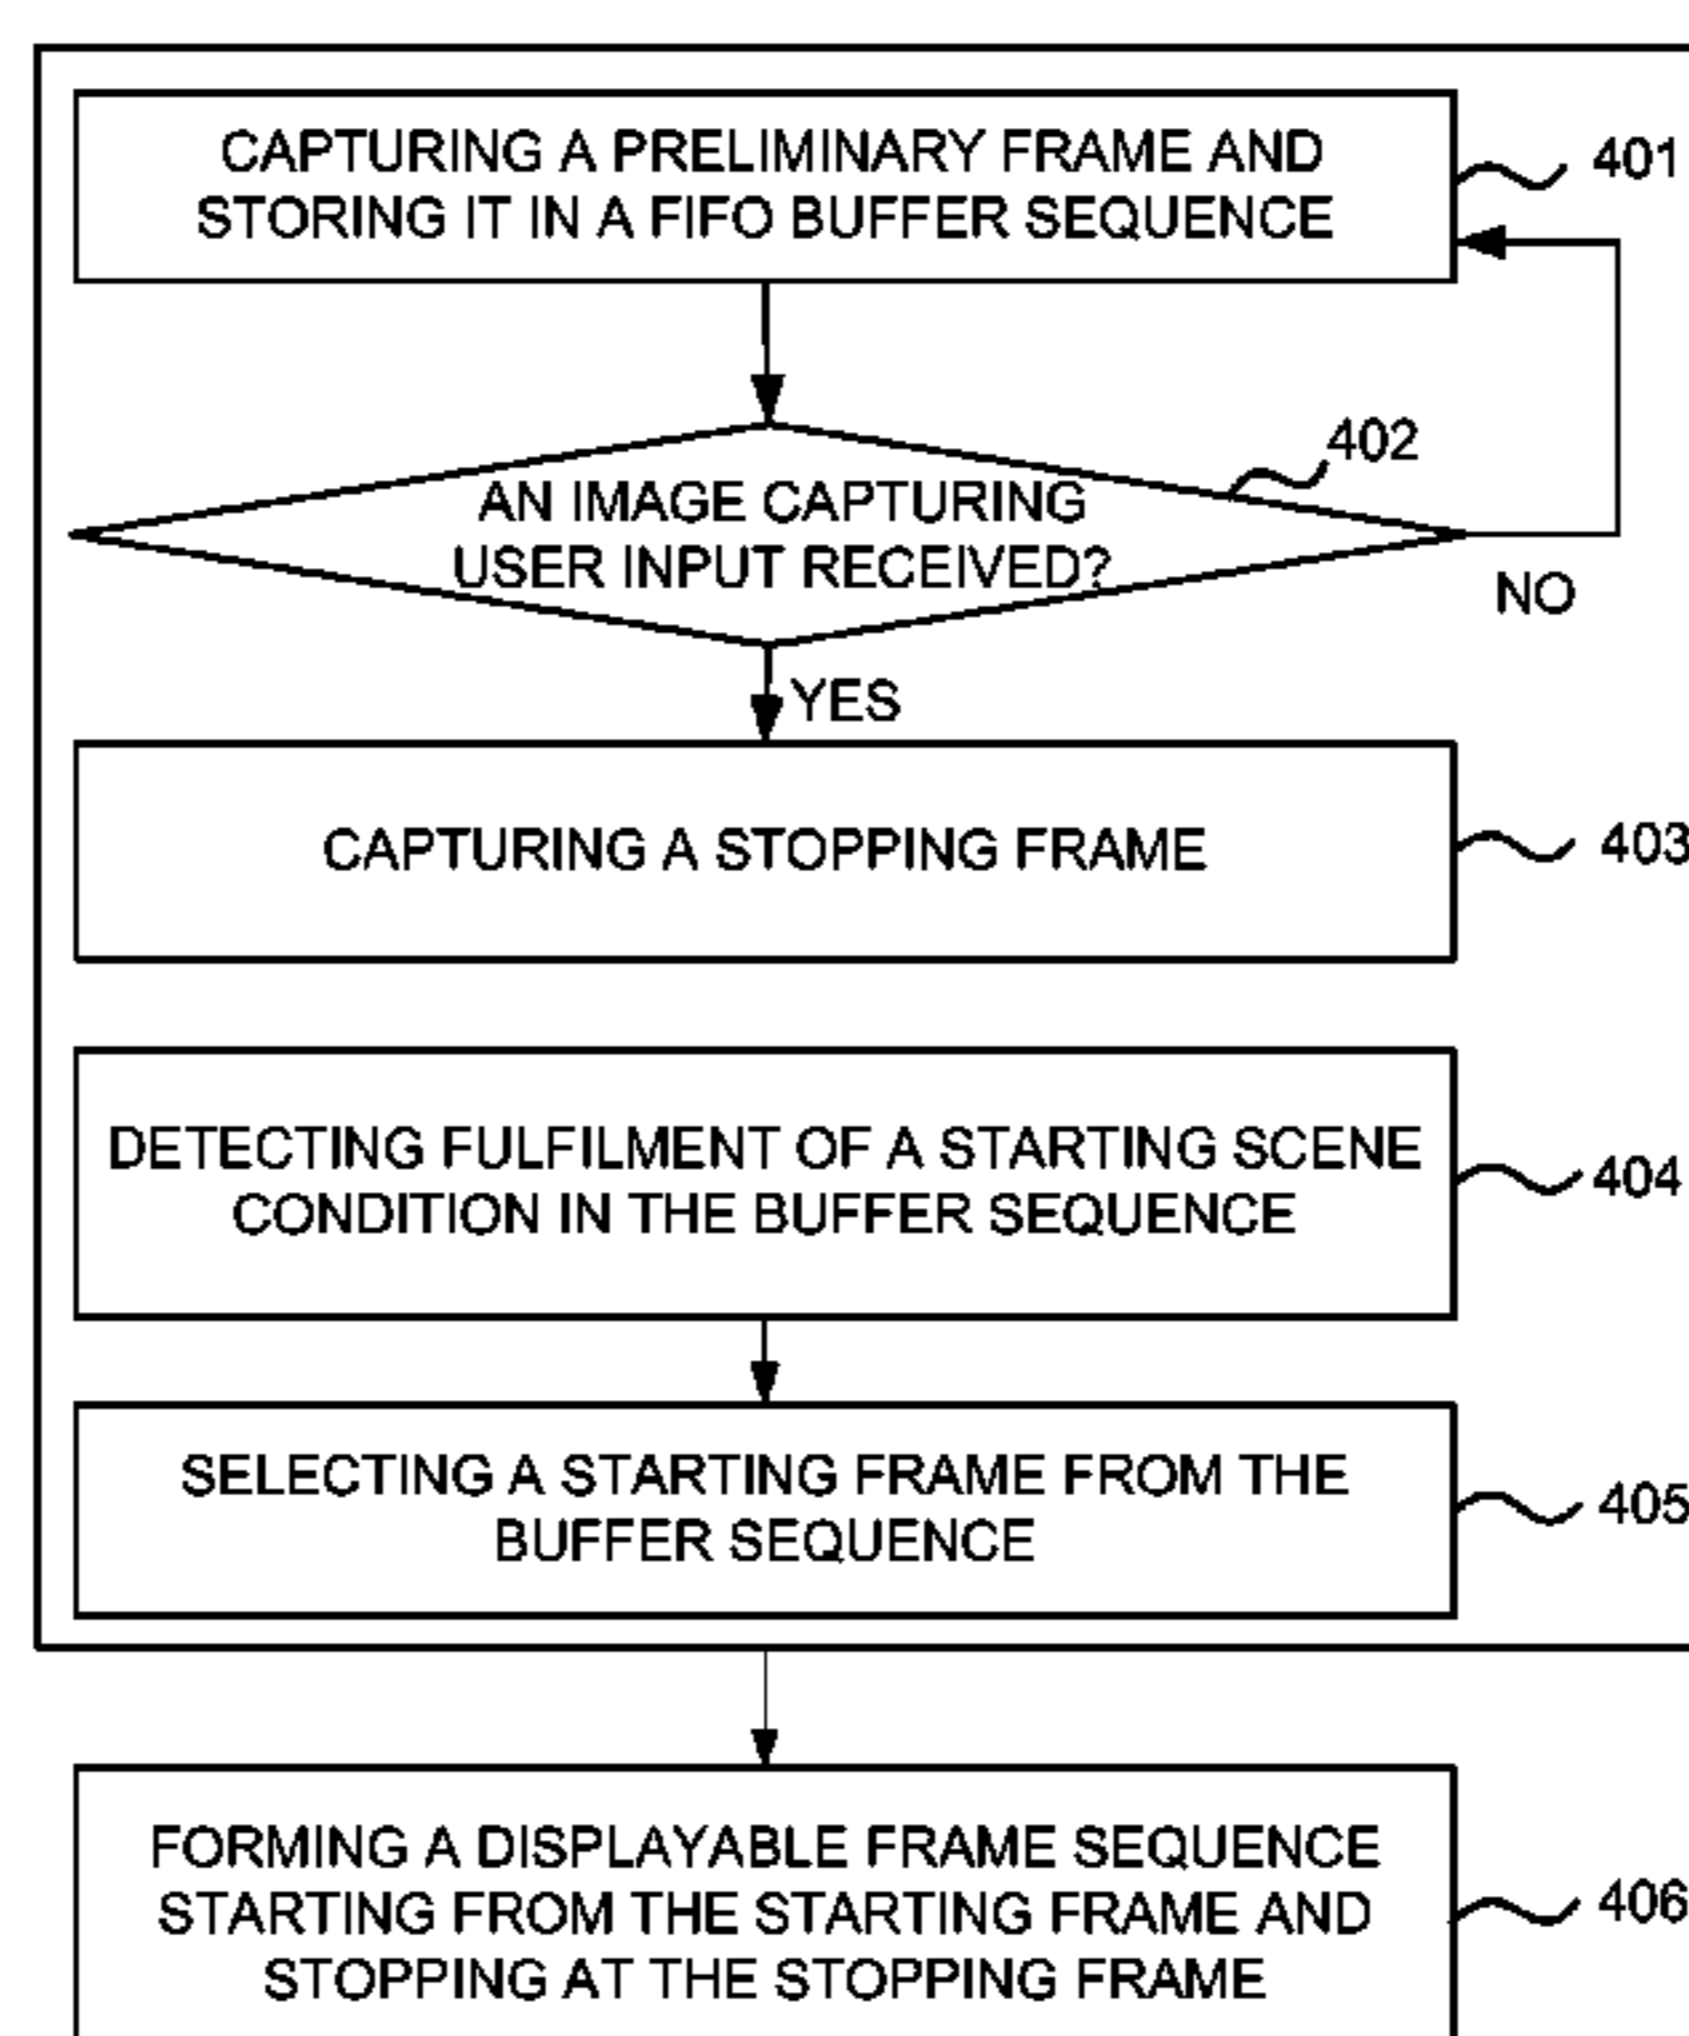 CAPTURING A PRELIMINARY FRAME AND
STORING IT IN A FIFO BUFFER SEQUENCE
401
402
AN IMAGE CAPTURING
USER INPUT RECEIVED?
NO
YES
CAPTURING A STOPPING FRAME
403
DETECTING FULFILMENT OF A STARTING SCENE
CONDITION IN THE BUFFER SEQUENCE
404
SELECTING A STARTING FRAME FROM THE
BUFFER SEQUENCE
405
FORMING A DISPLAYABLE FRAME SEQUENCE
STARTING FROM THE STARTING FRAME AND
STOPPING AT THE STOPPING FRAME
406